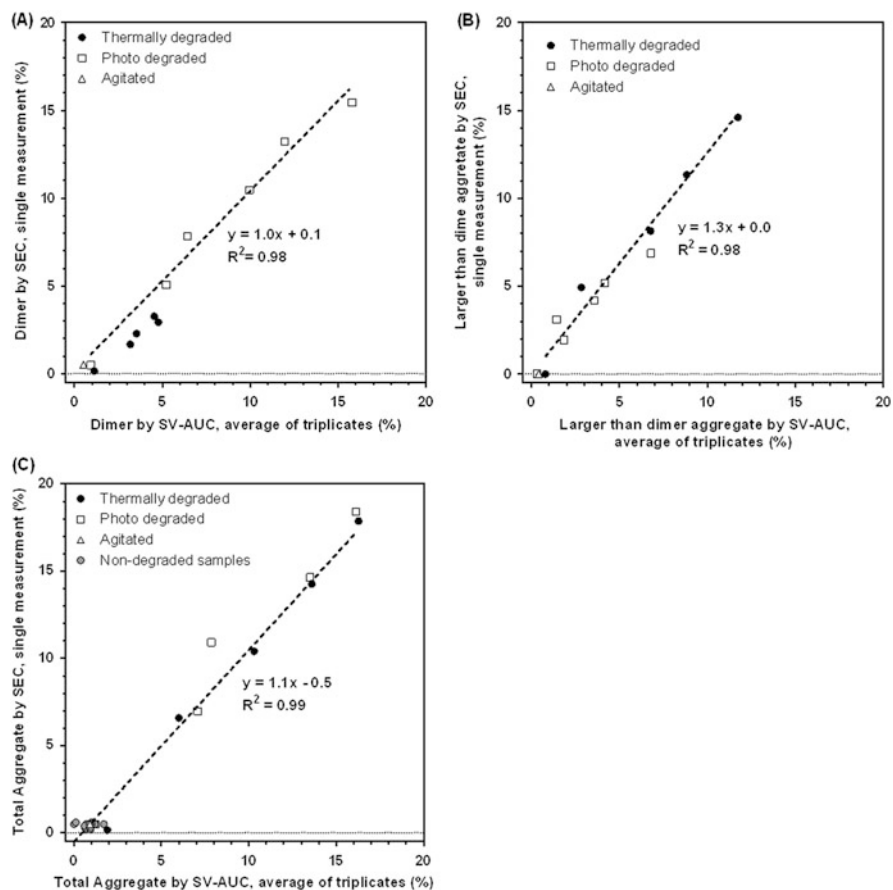 (A)
20
15
10
5
0
0 5 10 15 20
Dimer by SEC, single measurement (%)
Thermally degraded
Photo degraded
Agitated
y = 1.0x + 0.1
R² = 0.98
Dimer by SV-AUC, average of triplicates (%)
(B)
20
15
10
5
0
0 5 10 15 20
Larger than dime aggretate by SEC,
single measurement (%)
Thermally degraded
Photo degraded
Agitated
y = 1.3x + 0.0
R² = 0.98
Larger than dimer aggregate by SV-AUC,
average of triplicates (%)
(C)
20
15
10
5
0
0 5 10 15 20
Total Aggregate by SEC, single measurement (%)
Thermally degraded
Photo degraded
Agitated
Non-degraded samples
y = 1.1x - 0.5
R² = 0.99
Total Aggregate by SV-AUC, average of triplicates (%)